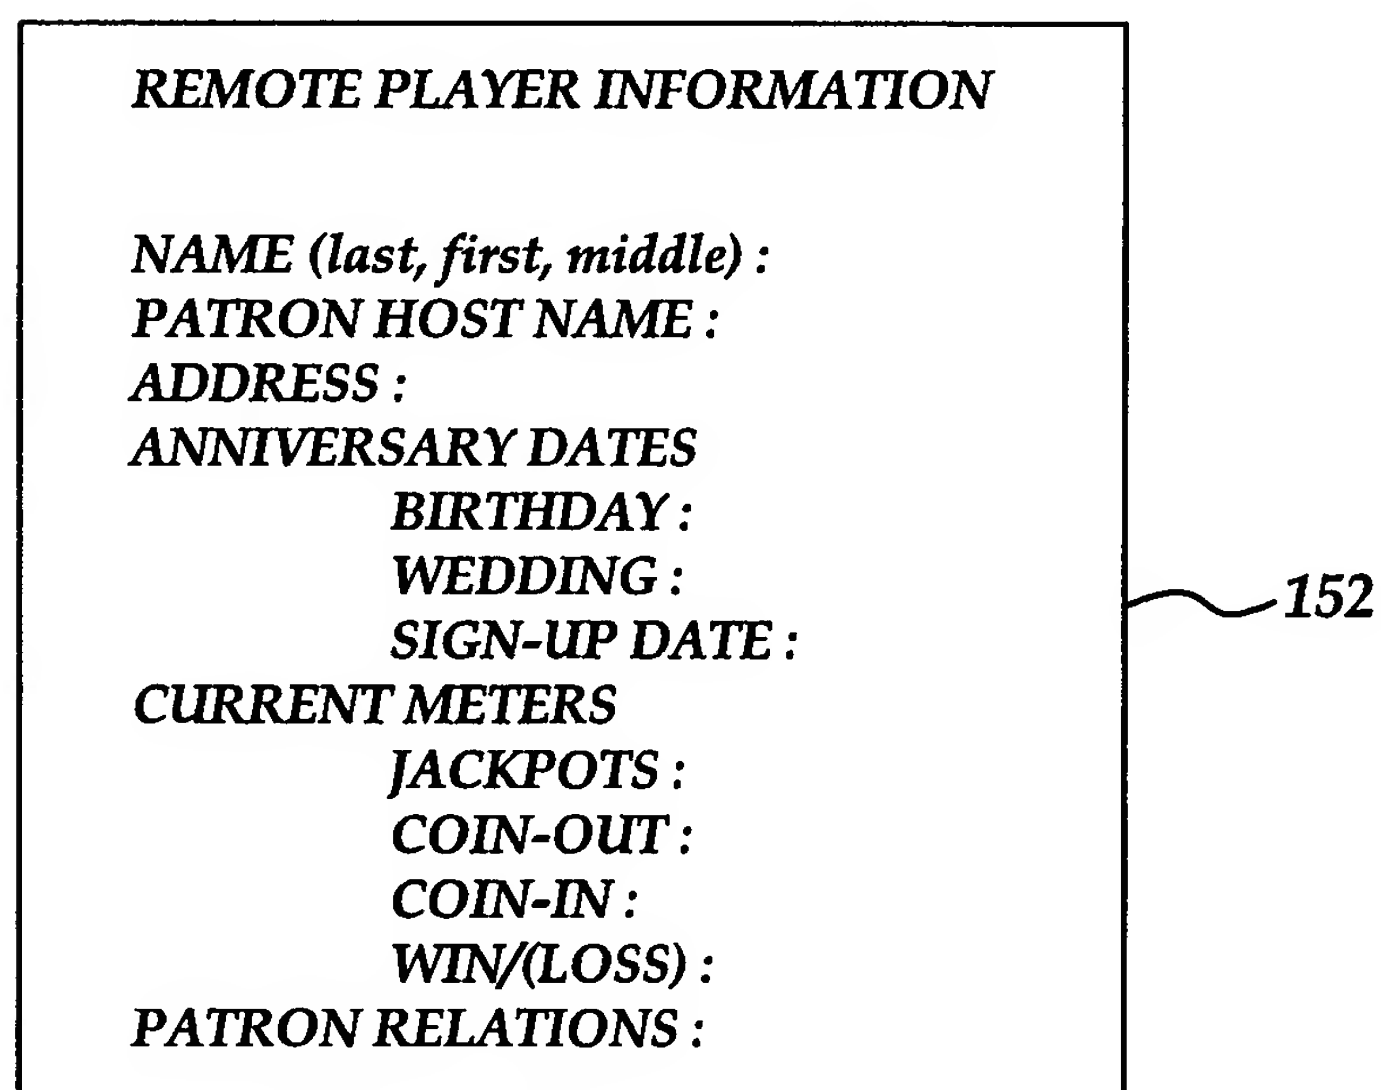 REMOTE PLAYER INFORMATION
NAME (last, first, middle) :
PATRON HOST NAME :
ADDRESS :
ANNIVERSARY DATES
BIRTHDAY :
WEDDING :
SIGN-UP DATE :
152
CURRENT METERS
JACKPOTS :
COIN-OUT :
COIN-IN :
WIN/(LOSS) :
PATRON RELATIONS :